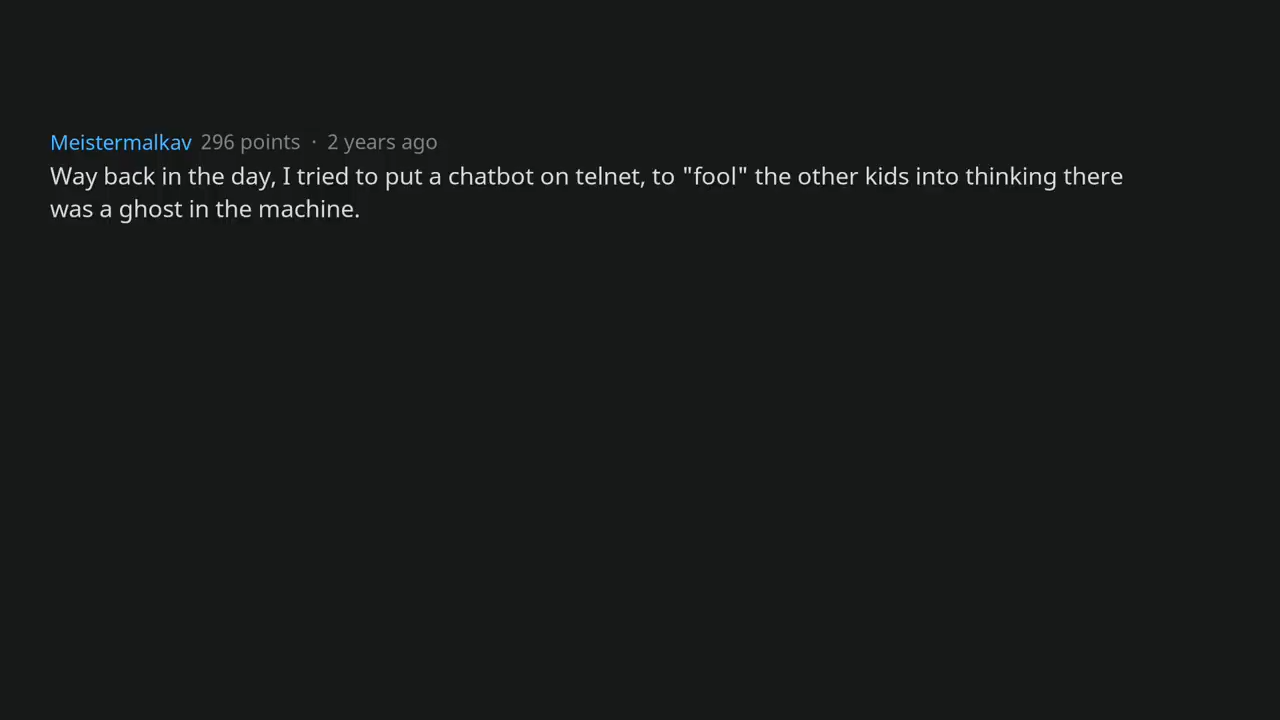 Meistermalkav 296 points · 2 years ago
Way back in the day, I tried to put a chatbot on telnet, to "fool" the other kids into thinking there
was a ghost in the machine.